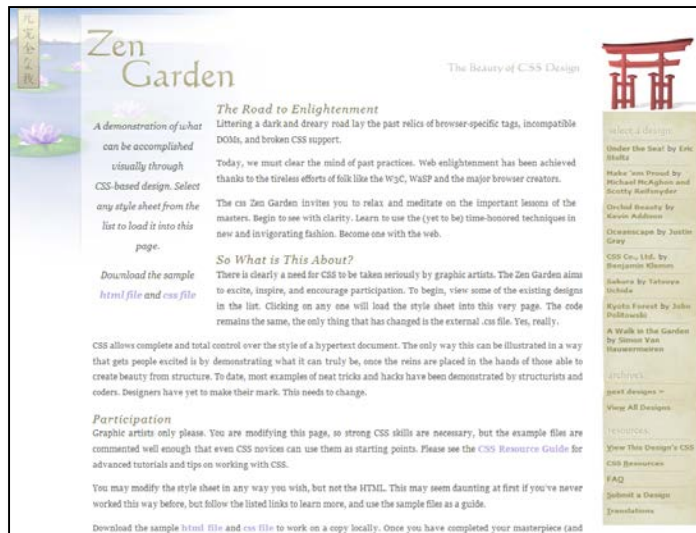 Zen
Garden
The Beauty of CSS Design
A demonstration of what
can be accomplished
visually through
CSS-based design. Select
any style sheet from the
list to load it into this
page.
Download the sample
html file and css file
The Road to Enlightenment
Littering a dark and dreary road lay the past relics of browser-specific tags, incompatible
DOMs, and broken CSS support.
Today, we must clear the mind of past practices. Web enlightenment has been achieved
thanks to the tireless efforts of folk like the W3C, WaSP and the major browser creators.
The css Zen Garden invites you to relax and meditate on the important lessons of the
masters. Begin to see with clarity. Learn to use the (yet to be) time-honored techniques in
new and invigorating fashion. Become one with the web.
So What is This About?
There is clearly a need for CSS to be taken seriously by graphic artists. The Zen Garden aims
to excite, inspire, and encourage participation. To begin, view some of the existing designs
in the list. Clicking on any one will load the style sheet into this very page. The code
remains the same, the only thing that has changed is the external .css file. Yes, really.
CSS allows complete and total control over the style of a hypertext document. The only way this can be illustrated in a way
that gets people excited is by demonstrating what it can truly be, once the reins are placed in the hands of those able to
create beauty from structure. To date, most examples of neat tricks and hacks have been demonstrated by structurists and
coders. Designers have yet to make their mark. This needs to change.
Participation
Graphic artists only please. You are modifying this page, so strong CSS skills are necessary, but the example files are
commented well enough that even CSS novices can use them as starting points. Please see the CSS Resource Guide for
advanced tutorials and tips on working with CSS.
You may modify the style sheet in any way you wish, but not the HTML. This may seem daunting at first if you've never
worked this way before, but follow the listed links to learn more, and use the sample files as a guide.
Download the sample html file and css file to work on a copy locally. Once you have completed your masterpiece (and
select a design:
Under the Sea! by Eric
Stoltz
Make 'em Proud by
Michael McAghon and
Scotty Reifsnyder
Orchid Beauty by
Kevin Addison
Oceanscape by Justin
Gray
CSS Co., Ltd. by
Benjamin Klemm
Sakura by Tatsuya
Uchida
Kyoto Forest by John
Politowski
A Walk in the Garden
by Simon Van
Hauwermeiren
archives:
next designs »
View All Designs
resources:
View This Design's CSS
CSS Resources
FAQ
Submit a Design
Translations